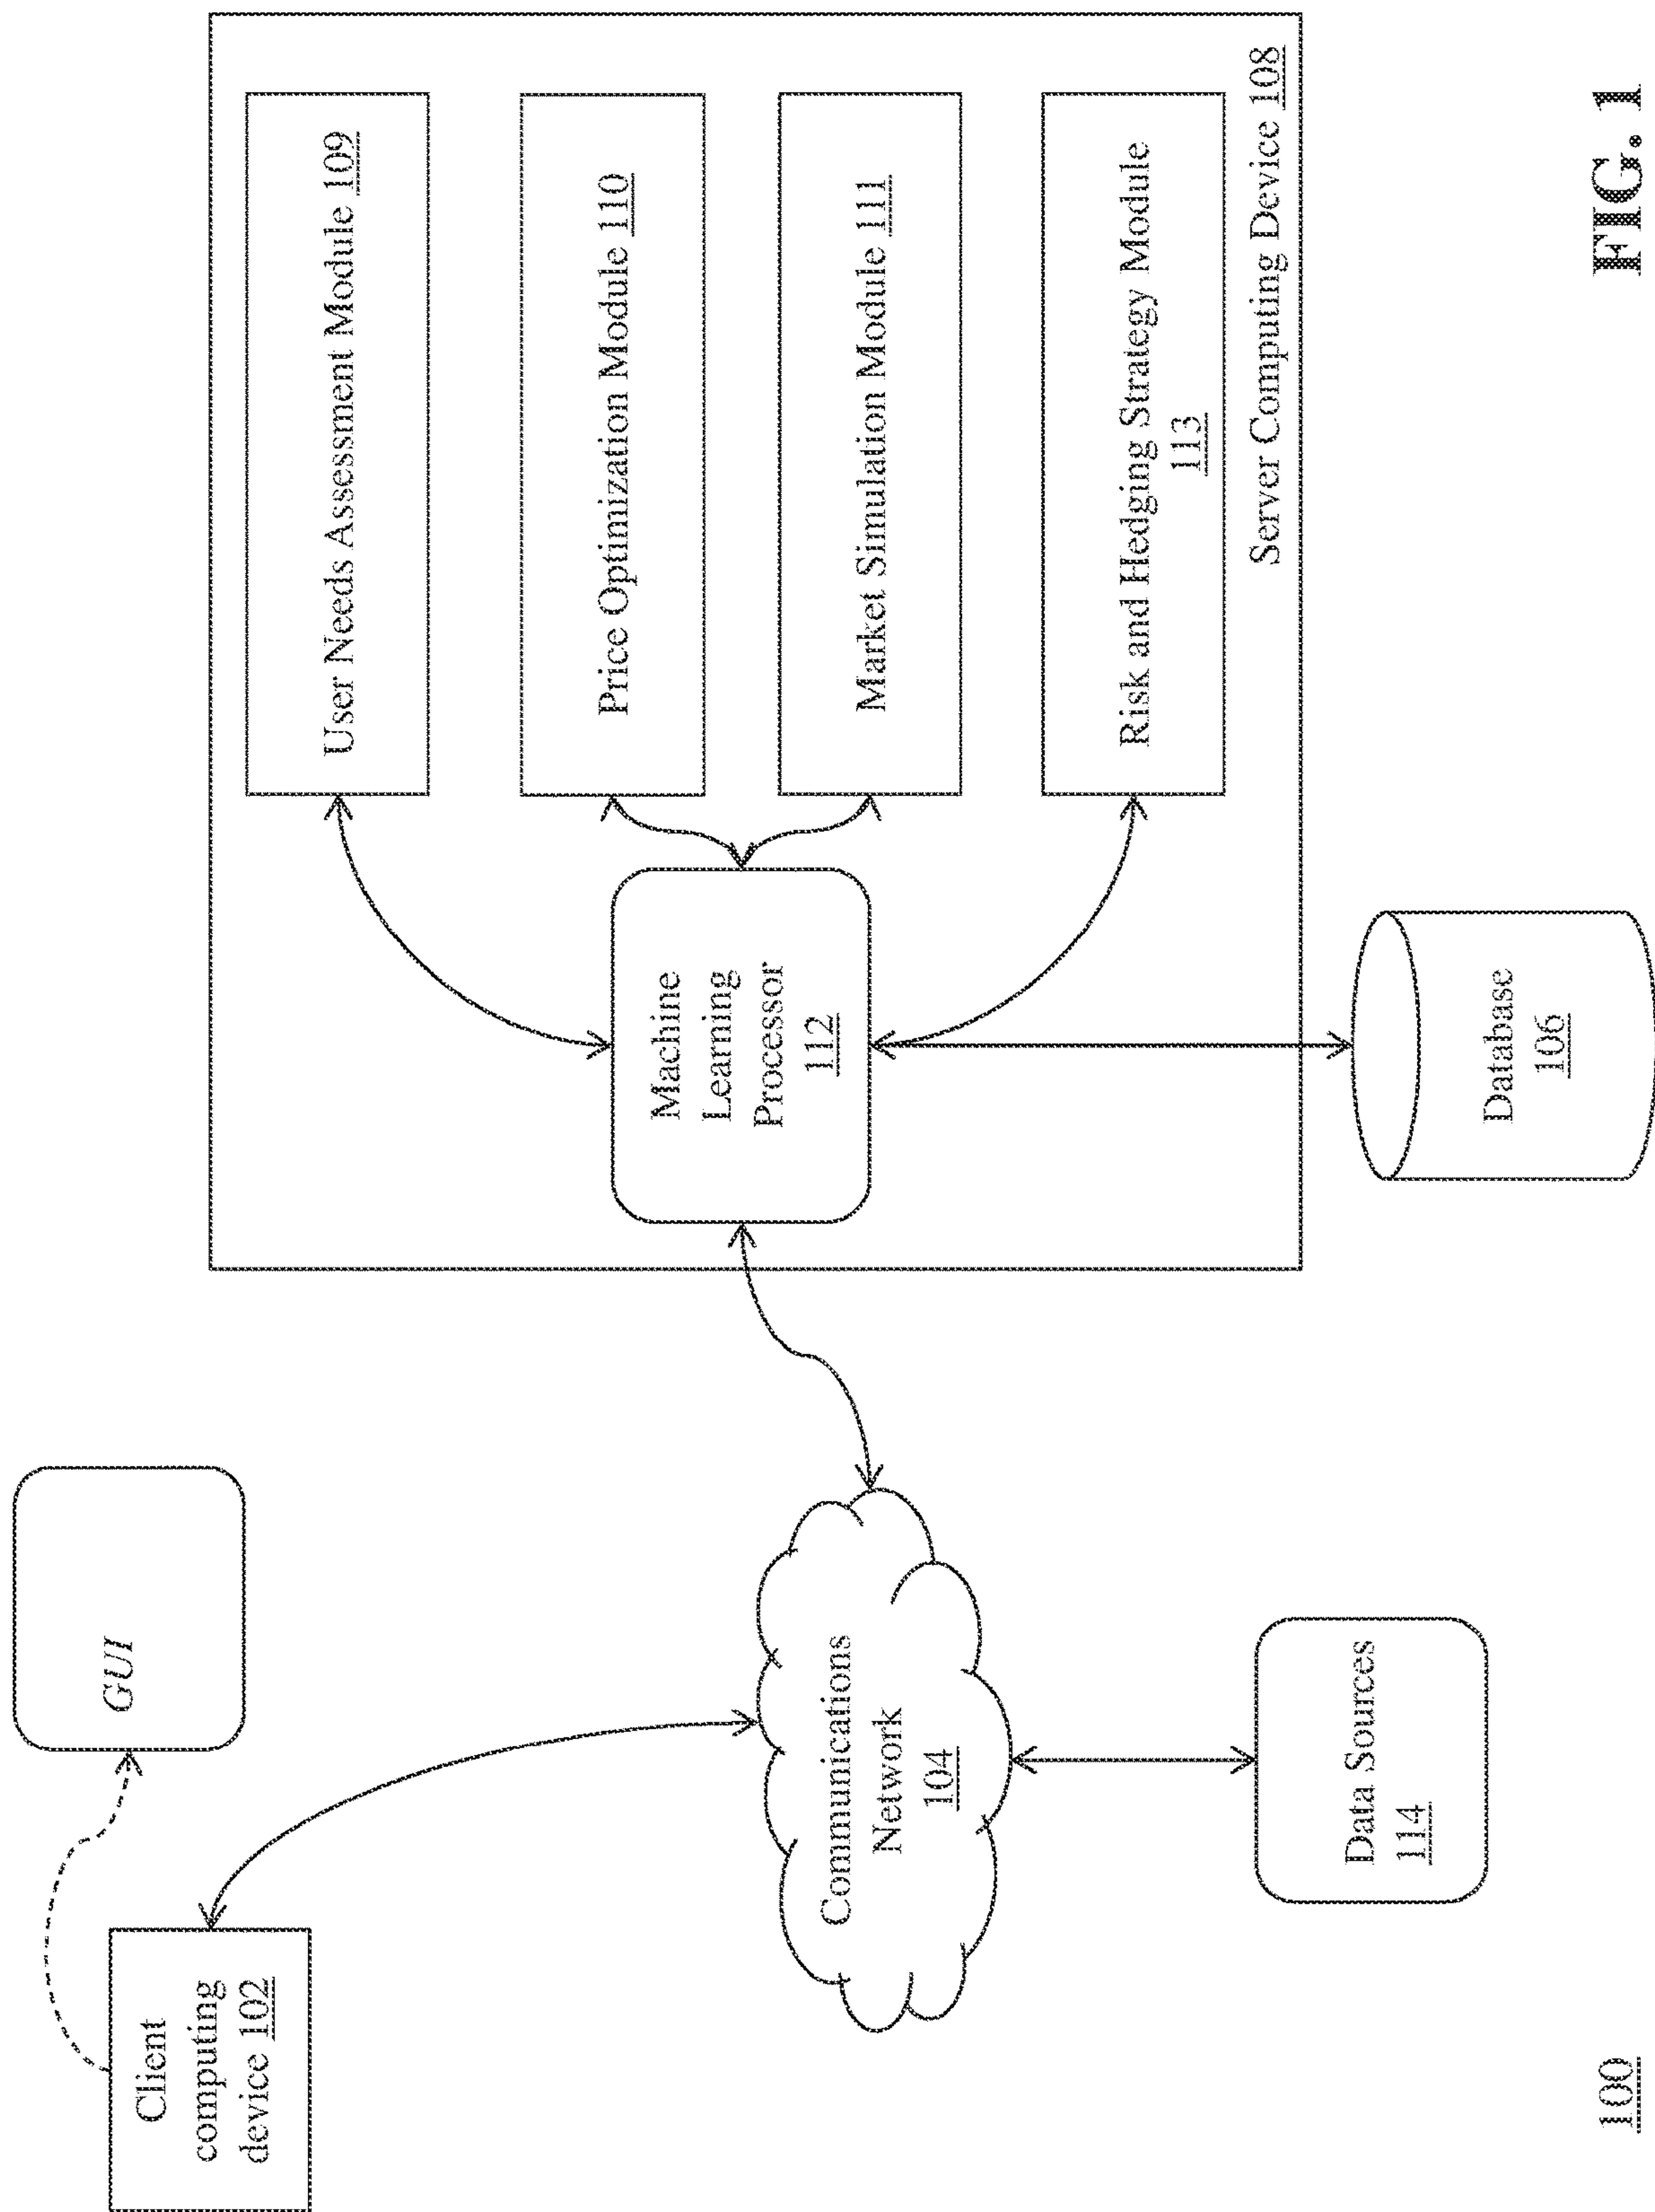 Client
computing
device 102
GUI
Communications
Network
104
Data Sources
114
Machine
Learning
Processor
112
User Needs Assessment Module 109
Price Optimization Module 110
Market Simulation Module 111
Risk and Hedging Strategy Module
113
Server Computing Device 108
Database
106
100
FIG. 1